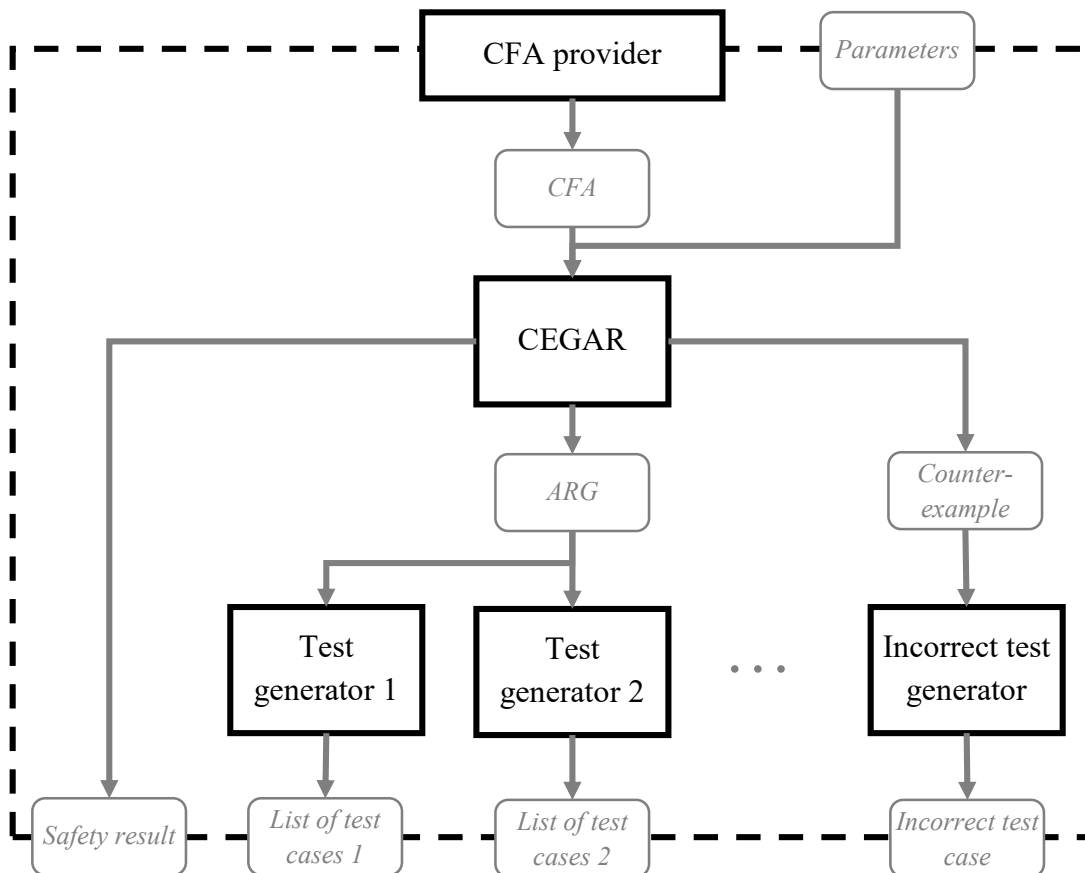 CFA provider
Parameters
CFA
CEGAR
ARG
Counter-
example
Test
generator 1
Test
generator 2
...
Incorrect test
generator
Safety result
List of test
cases 1
List of test
cases 2
Incorrect test
case